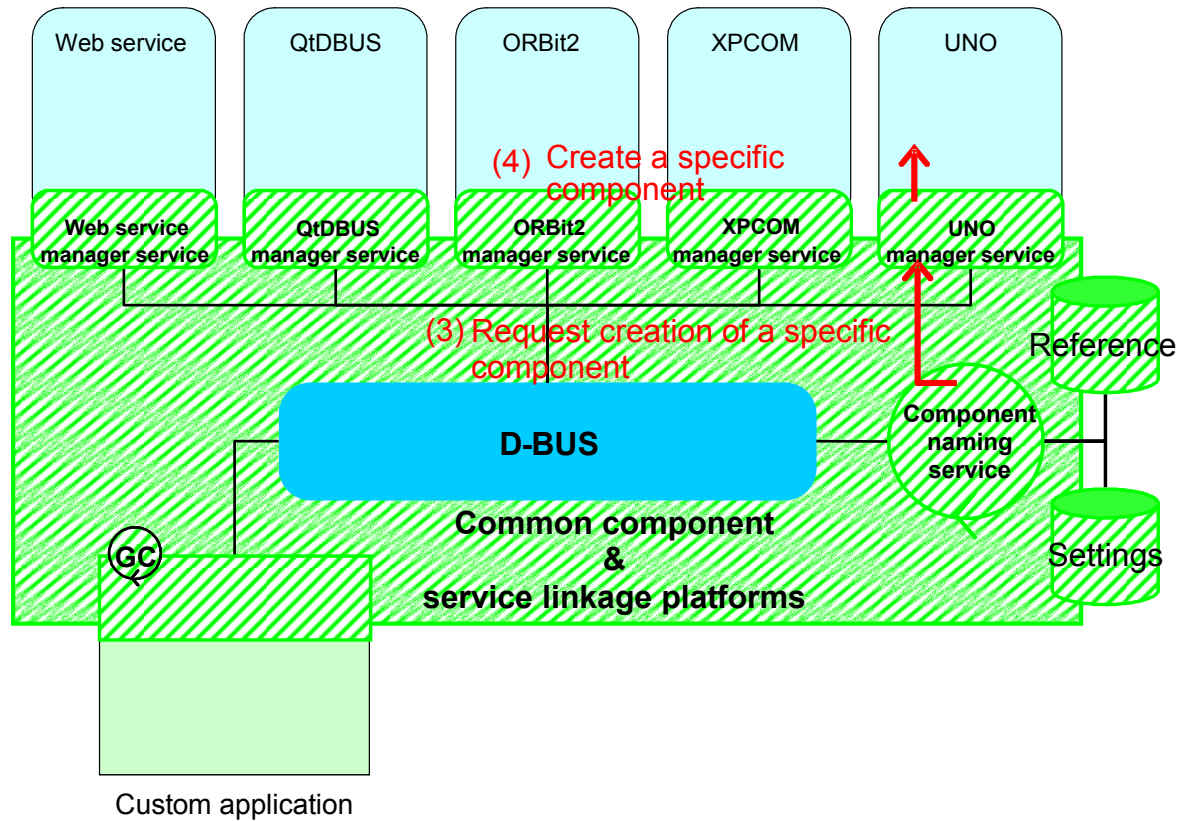 Web service
QtDBUS
ORBit2
XPCOM
UNO
(4) Create a specific
component
Web service
manager service
QtDBUS
manager service
ORBit2
manager service
XPCOM
manager service
UNO
manager service
(3) Request creation of a specific
component
Reference
Component
naming
service
D-BUS
Common component
&
service linkage platforms
Settings
GC
Custom application